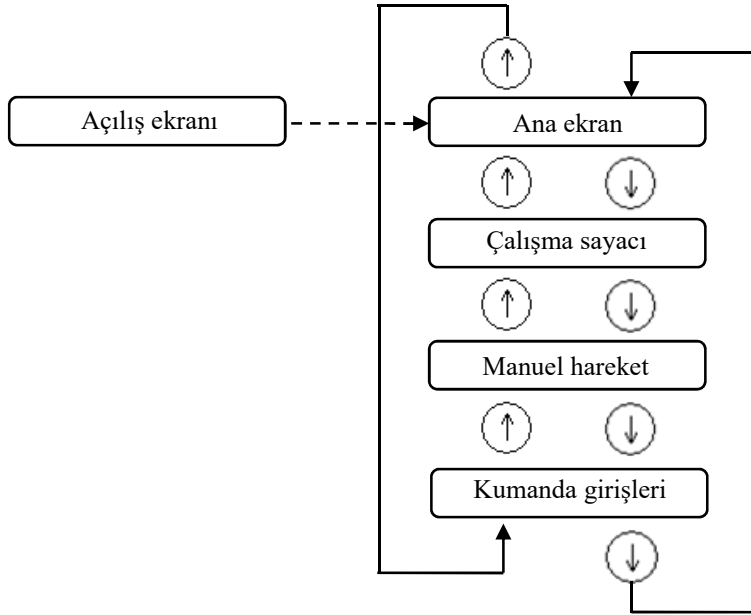 Açılış ekranı
Ana ekran
Çalışma sayacı
Manuel hareket
Kumanda girişleri